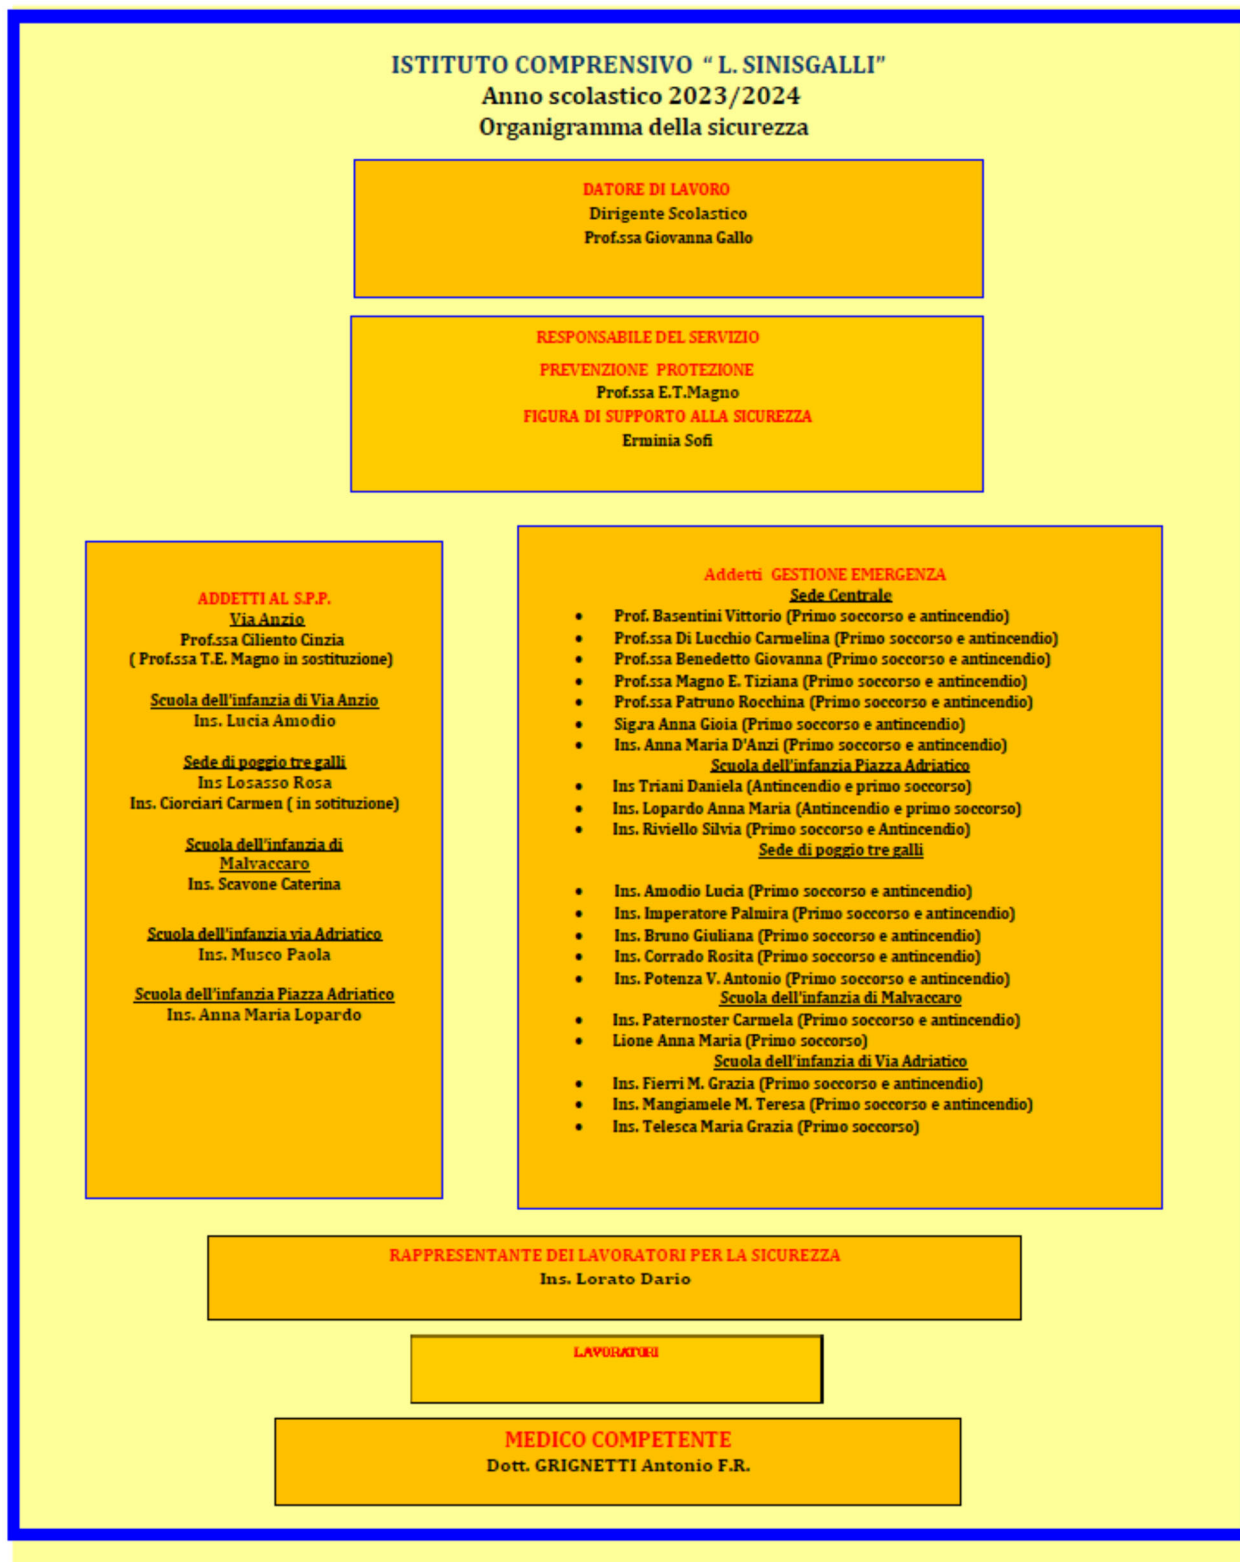 ISTITUTO COMPRENSIVO “ L. SINISGALLI”
Anno scolastico 2023/2024
Organigramma della sicurezza
DATORE DI LAVORO
Dirigente Scolastico
Prof.ssa Giovanna Gallo
RESPONSABILE DEL SERVIZIO
PREVENZIONE PROTEZIONE
Prof.ssa E.T.Magno
FIGURA DI SUPPORTO ALLA SICUREZZA
Erminia Sofi
ADDETTI AL S.P.P.
Via Anzio
Prof.ssa Ciliento Cinzia
( Prof.ssa T.E. Magno in sostituzione)
Scuola dell'infanzia di Via Anzio
Ins. Lucia Amodio
Sede di poggio tre galli
Ins Losasso Rosa
Ins. Ciorciari Carmen ( in sotituzione)
Scuola dell'infanzia di
Malvaccaro
Ins. Scavone Caterina
Scuola dell'infanzia via Adriatico
Ins. Musco Paola
Scuola dell'infanzia Piazza Adriatico
Ins. Anna Maria Lopardo
Addetti GESTIONE EMERGENZA
Sede Centrale
• Prof. Basentini Vittorio (Primo soccorso e antincendio)
• Prof.ssa Di Lucchio Carmelina (Primo soccorso e antincendio)
• Prof.ssa Benedetto Giovanna (Primo soccorso e antincendio)
• Prof.ssa Magno E. Tiziana (Primo soccorso e antincendio)
• Prof.ssa Patruno Rocchina (Primo soccorso e antincendio)
• Sig.ra Anna Gioia (Primo soccorso e antincendio)
• Ins. Anna Maria D'Anzi (Primo soccorso e antincendio)
Scuola dell'infanzia Piazza Adriatico
• Ins Triani Daniela (Antincendio e primo soccorso)
• Ins. Lopardo Anna Maria (Antincendio e primo soccorso)
• Ins. Riviello Silvia (Primo soccorso e Antincendio)
Sede di poggio tre galli
• Ins. Amodio Lucia (Primo soccorso e antincendio)
• Ins. Imperatore Palmira (Primo soccorso e antincendio)
• Ins. Bruno Giuliana (Primo soccorso e antincendio)
• Ins. Corrado Rosita (Primo soccorso e antincendio)
• Ins. Potenza V. Antonio (Primo soccorso e antincendio)
Scuola dell'infanzia di Malvaccaro
• Ins. Paternoster Carmela (Primo soccorso e antincendio)
• Lione Anna Maria (Primo soccorso)
Scuola dell'infanzia di Via Adriatico
• Ins. Fierri M. Grazia (Primo soccorso e antincendio)
• Ins. Mangiamele M. Teresa (Primo soccorso e antincendio)
• Ins. Telesca Maria Grazia (Primo soccorso)
RAPPRESENTANTE DEI LAVORATORI PER LA SICUREZZA
Ins. Lorato Dario
LAVORATORI
MEDICO COMPETENTE
Dott. GRIGNETTI Antonio F.R.